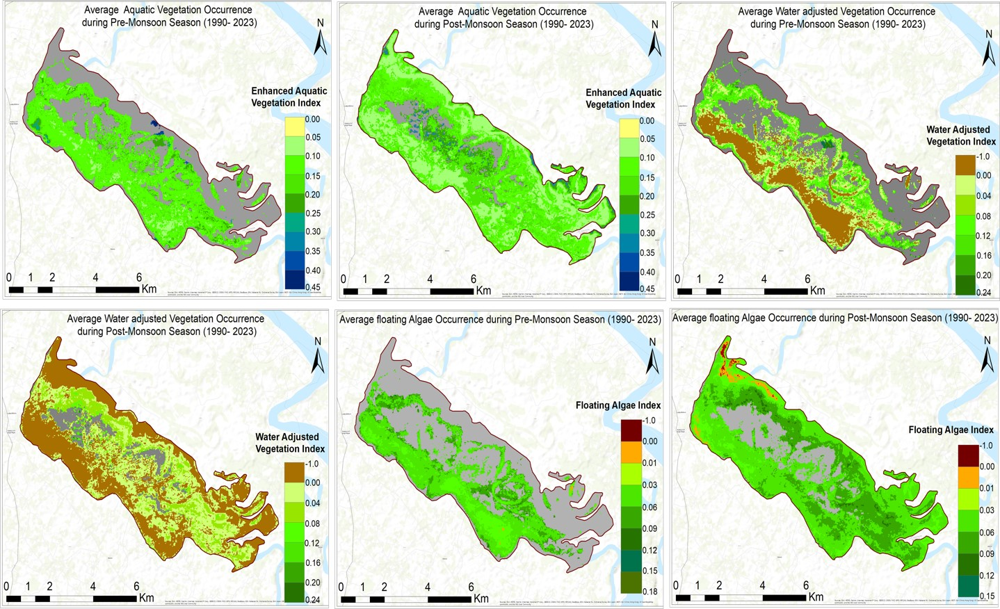 Average Aquatic Vegetation Occurrence
during Pre-Monsoon Season (1990- 2023)
N
Enhanced Aquatic
Vegetation Index
0.00
0.05
0.10
0.15
0.20
0.25
0.30
0.35
0.40
0.45
0 1 2 4 6
Km
Average Aquatic Vegetation Occurrence
during Post-Monsoon Season (1990- 2023)
N
Enhanced Aquatic
Vegetation Index
0.00
0.05
0.10
0.15
0.20
0.25
0.30
0.35
0.40
0.45
0 1 2 4 6
Km
Average Water adjusted Vegetation Occurrence
during Pre-Monsoon Season (1990- 2023)
N
Water Adjusted
Vegetation Index
-1.0
0.00
0.04
0.08
0.12
0.16
0.20
0.24
0 1 2 4 6
Km
Average Water adjusted Vegetation Occurrence
during Post-Monsoon Season (1990- 2023)
N
Water Adjusted
Vegetation Index
-1.0
0.00
0.04
0.08
0.12
0.16
0.20
0.24
0 1 2 4 6
Km
Average floating Algae Occurrence during Pre-Monsoon Season (1990- 2023)
N
Floating Algae Index
-1.0
0.00
0.01
0.03
0.06
0.09
0.12
0.15
0.18
0 1 2 4 6
Km
Average floating Algae Occurrence during Post-Monsoon Season (1990- 2023)
N
Floating Algae Index
-1.0
0.00
0.01
0.03
0.06
0.09
0.12
0.15
0 1 2 4 6
Km